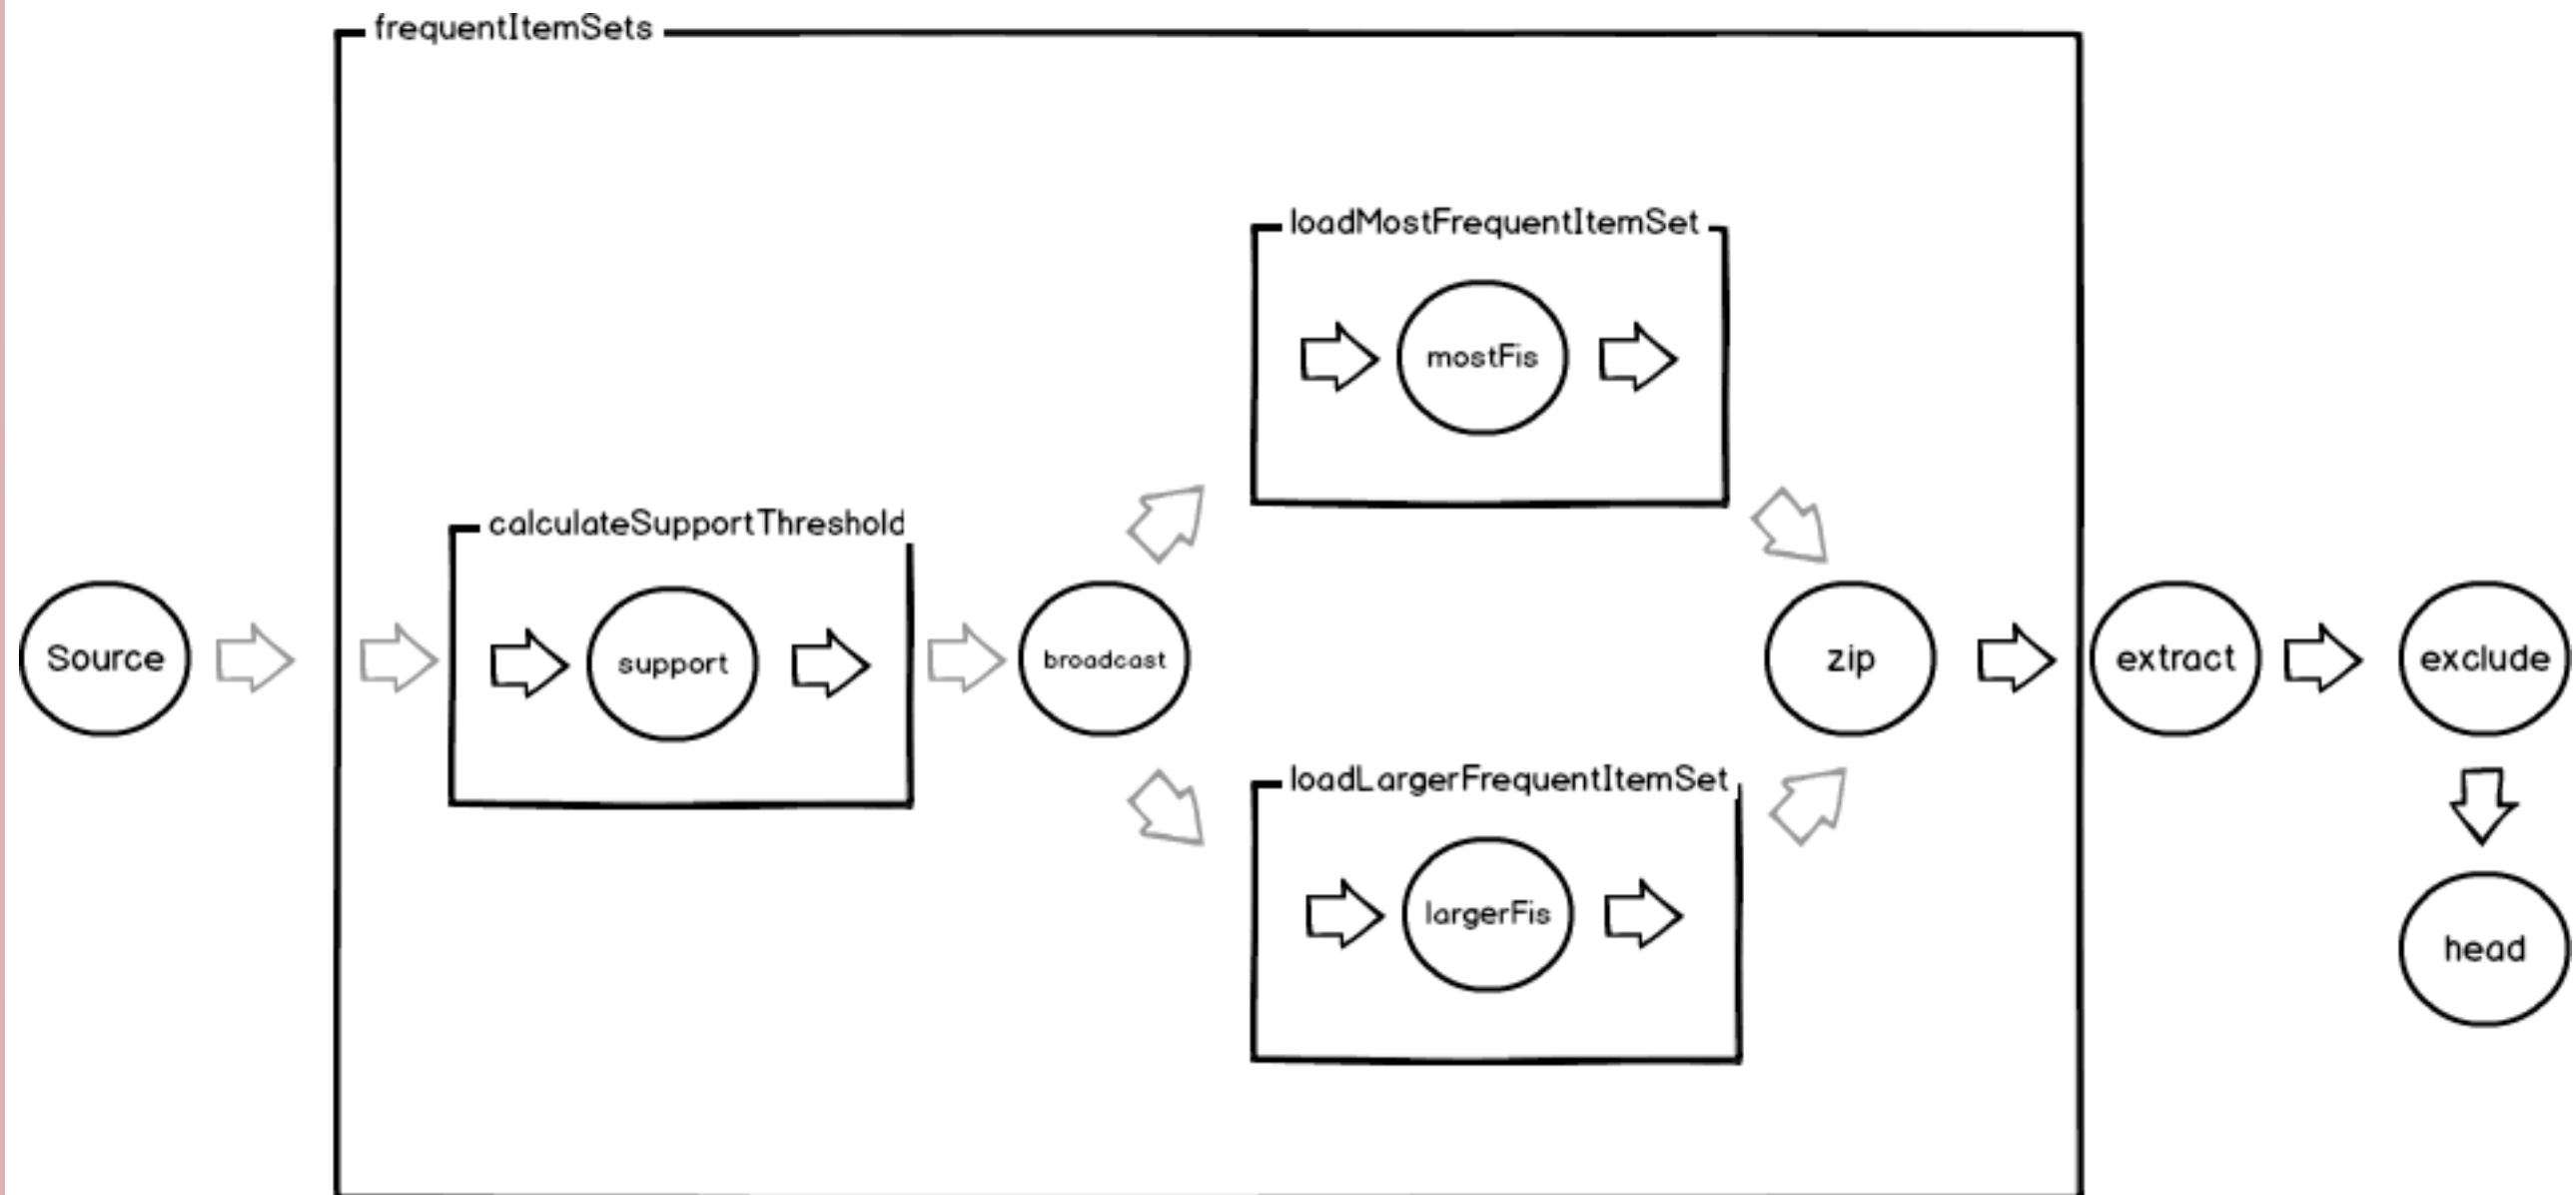 frequentItemSets
loadMostFrequentItemSet
mostFis
calculateSupportThreshold
Source
support
broadcast
zip
extract
exclude
loadLargerFrequentItemSet
largerFis
head